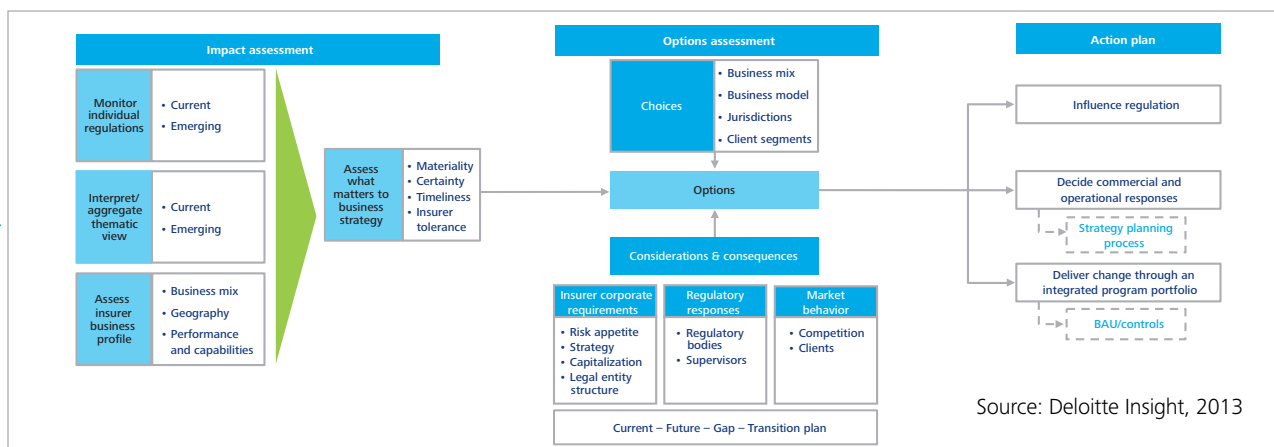 Impact assessment
Monitor
individual
regulations
• Current
• Emerging
Interpret/
aggregate
thematic
view
• Current
• Emerging
Assess
insurer
business
profile
• Business mix
• Geography
• Performance
and capabilities
Assess
what
matters to
business
strategy
• Materiality
• Certainty
• Timeliness
• Insurer
tolerance
Options assessment
Choices
• Business mix
• Business model
• Jurisdictions
• Client segments
Options
Considerations & consequences
Insurer corporate
requirements
• Risk appetite
• Strategy
• Capitalization
• Legal entity
structure
Regulatory
responses
• Regulatory
bodies
• Supervisors
Market
behavior
• Competition
• Clients
Current – Future – Gap – Transition plan
Action plan
Influence regulation
Decide commercial and
operational responses
Strategy planning
process
Deliver change through an
integrated program portfolio
BAU/controls
Source: Deloitte Insight, 2013